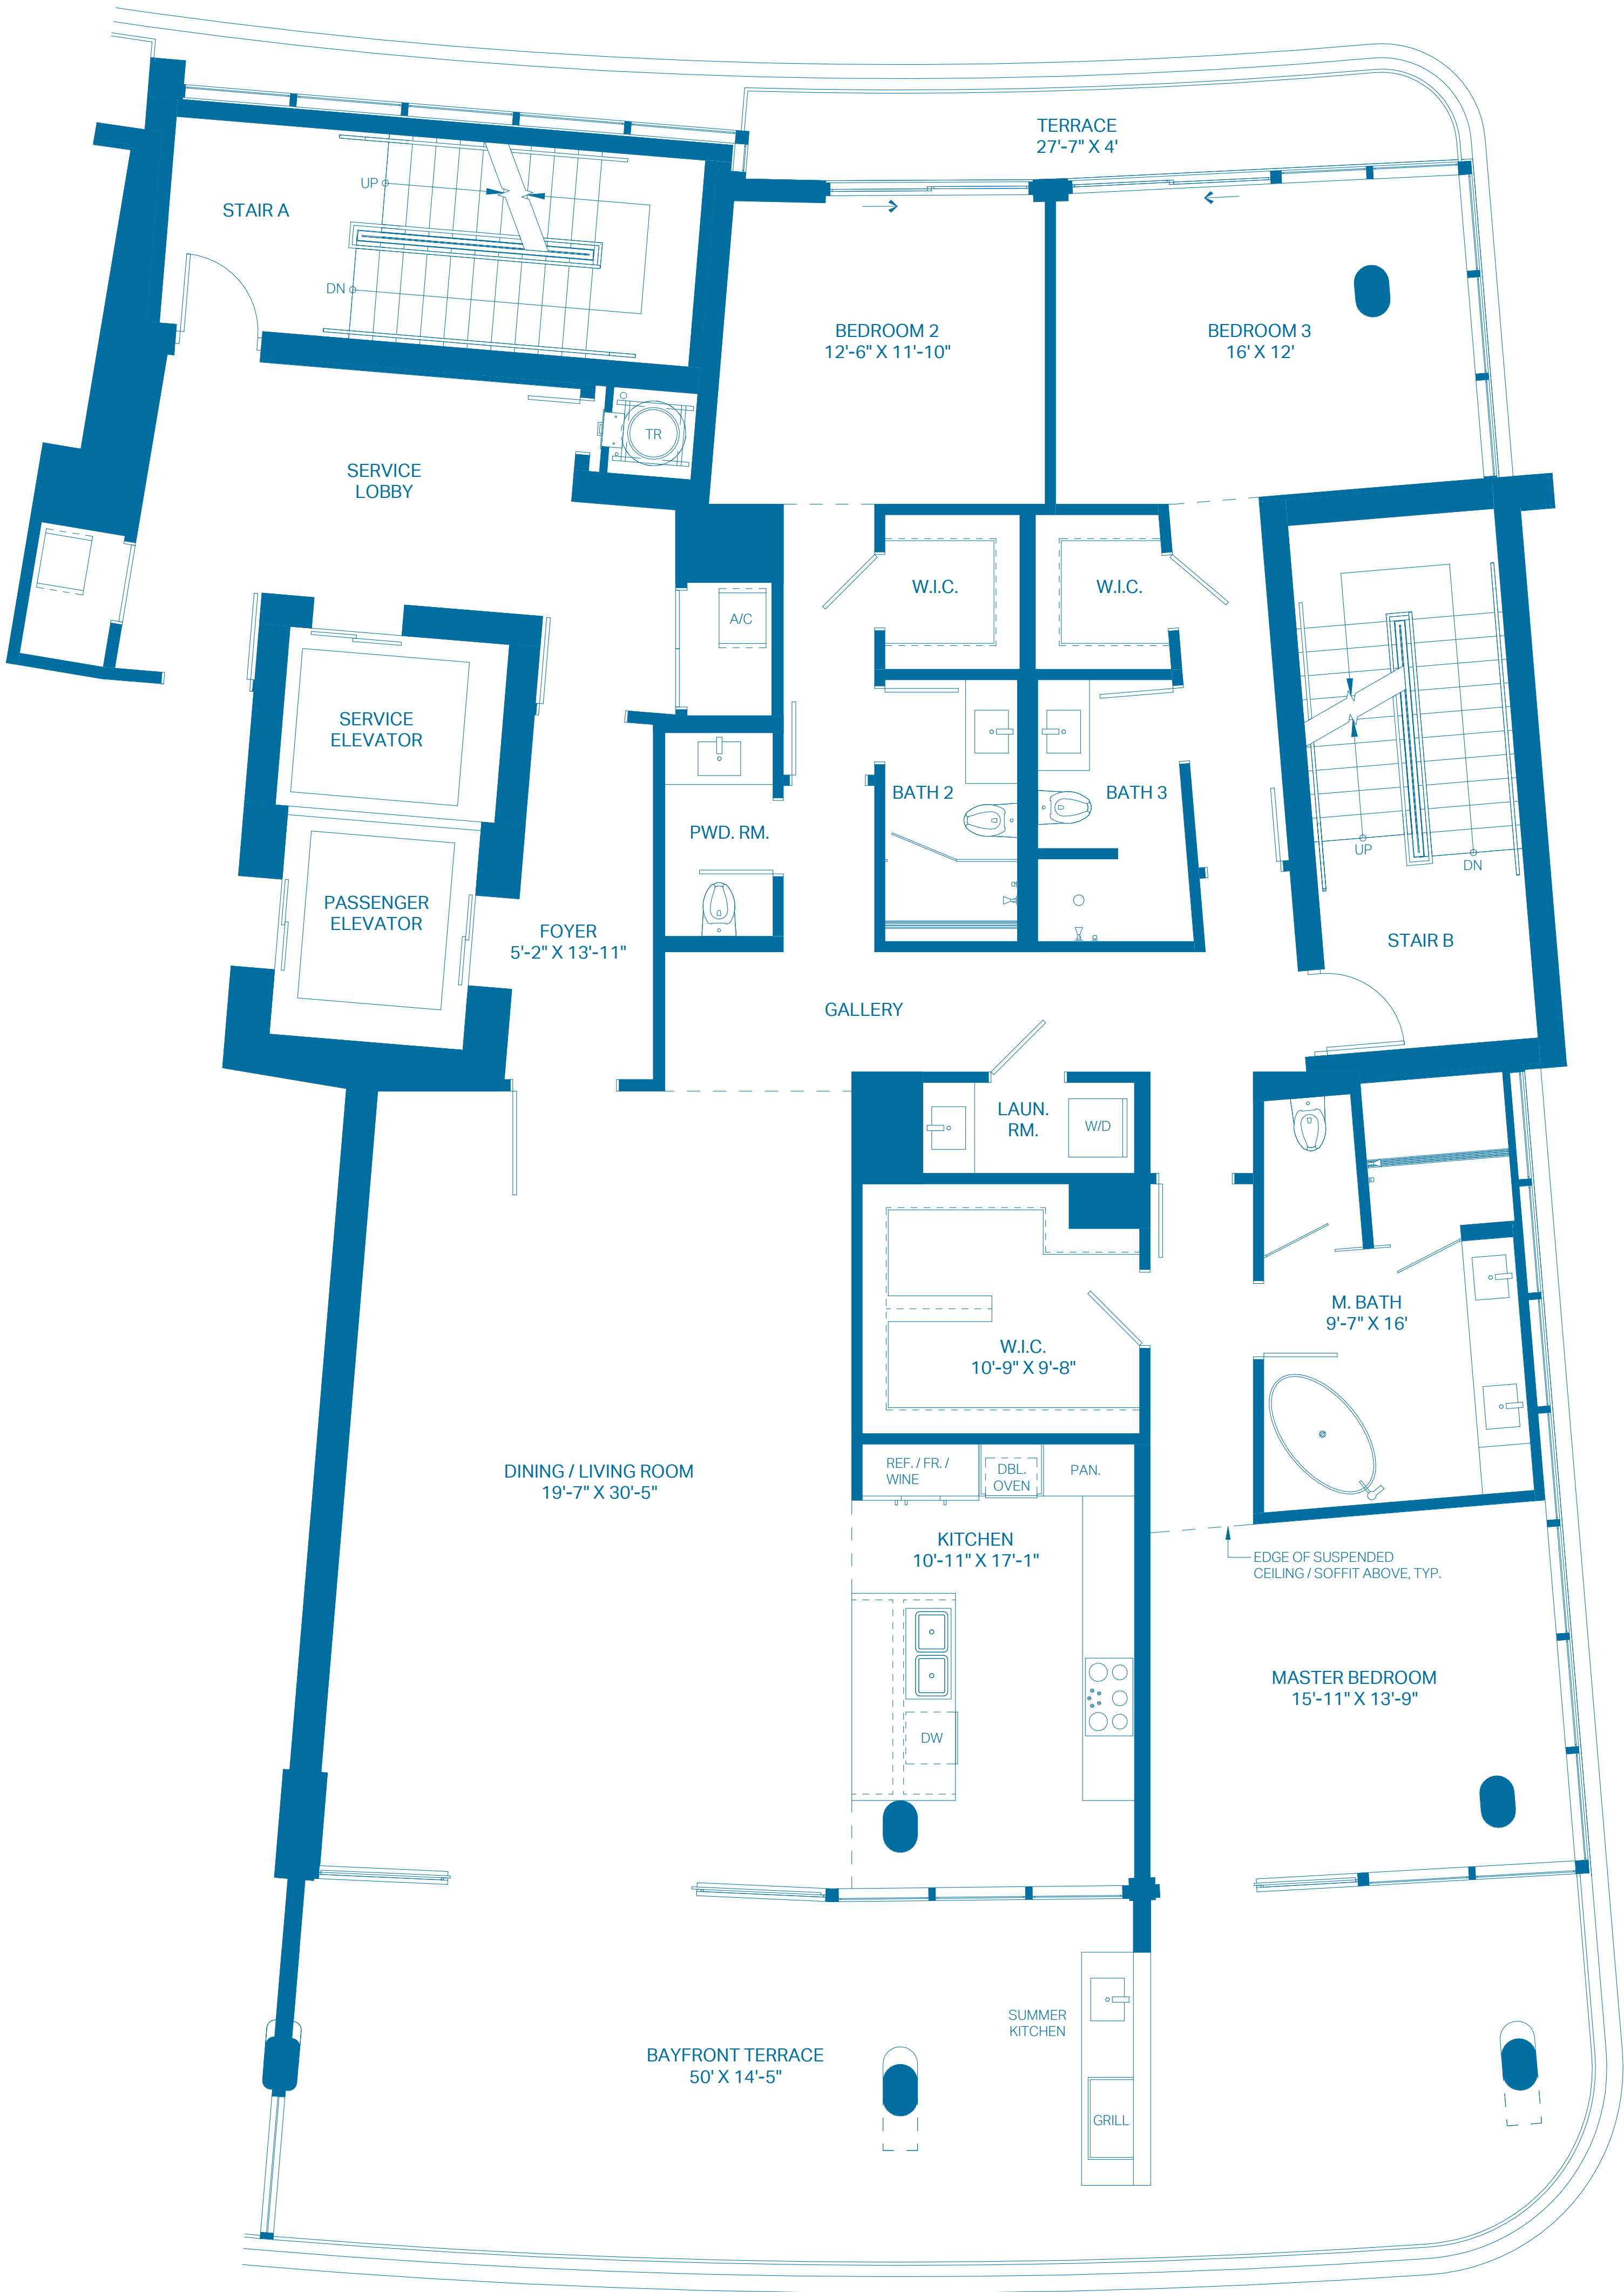 TERRACE
27'-7" X 4'
UP
STAIR A
DN
BEDROOM 2
12'-6" X 11'-10"
BEDROOM 3
16' X 12'
TR
SERVICE
LOBBY
W.I.C.
W.I.C.
A/C
SERVICE
ELEVATOR
BATH 2
BATH 3
PWD. RM.
UP
DN
PASSENGER
ELEVATOR
FOYER
5'-2" X 13'-11"
STAIR B
GALLERY
LAUN.
RM.
W/D
M. BATH
9'-7" X 16'
W.I.C.
10'-9" X 9'-8"
DINING / LIVING ROOM
19'-7" X 30'-5"
REF. / FR. /
WINE
DBL.
OVEN
PAN.
KITCHEN
10'-11" X 17'-1"
EDGE OF SUSPENDED
CEILING / SOFFIT ABOVE, TYP.
MASTER BEDROOM
15'-11" X 13'-9"
DW
SUMMER
KITCHEN
BAYFRONT TERRACE
50' X 14'-5"
GRILL